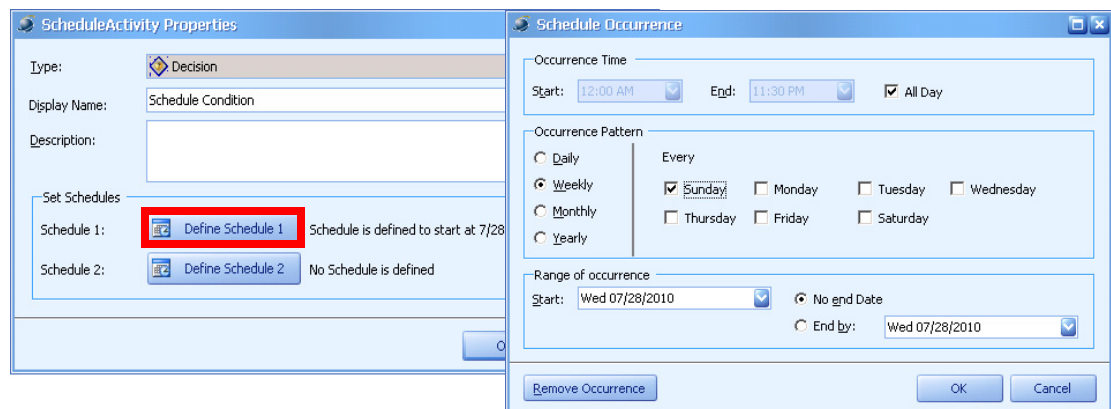 ScheduleActivity Properties
Type: Decision
Display Name: Schedule Condition
Description:
Set Schedules
Schedule 1: Define Schedule 1 Schedule is defined to start at 7/28
Schedule 2: Define Schedule 2 No Schedule is defined
O
Schedule Occurrence
Occurrence Time
Start: 12:00 AM End: 11:30 PM All Day
Occurrence Pattern
Daily Every
Weekly Sunday Monday Tuesday Wednesday
Monthly Thursday Friday Saturday
Yearly
Range of occurrence
Start: Wed 07/28/2010 No end Date
End by: Wed 07/28/2010
Remove Occurrence OK Cancel